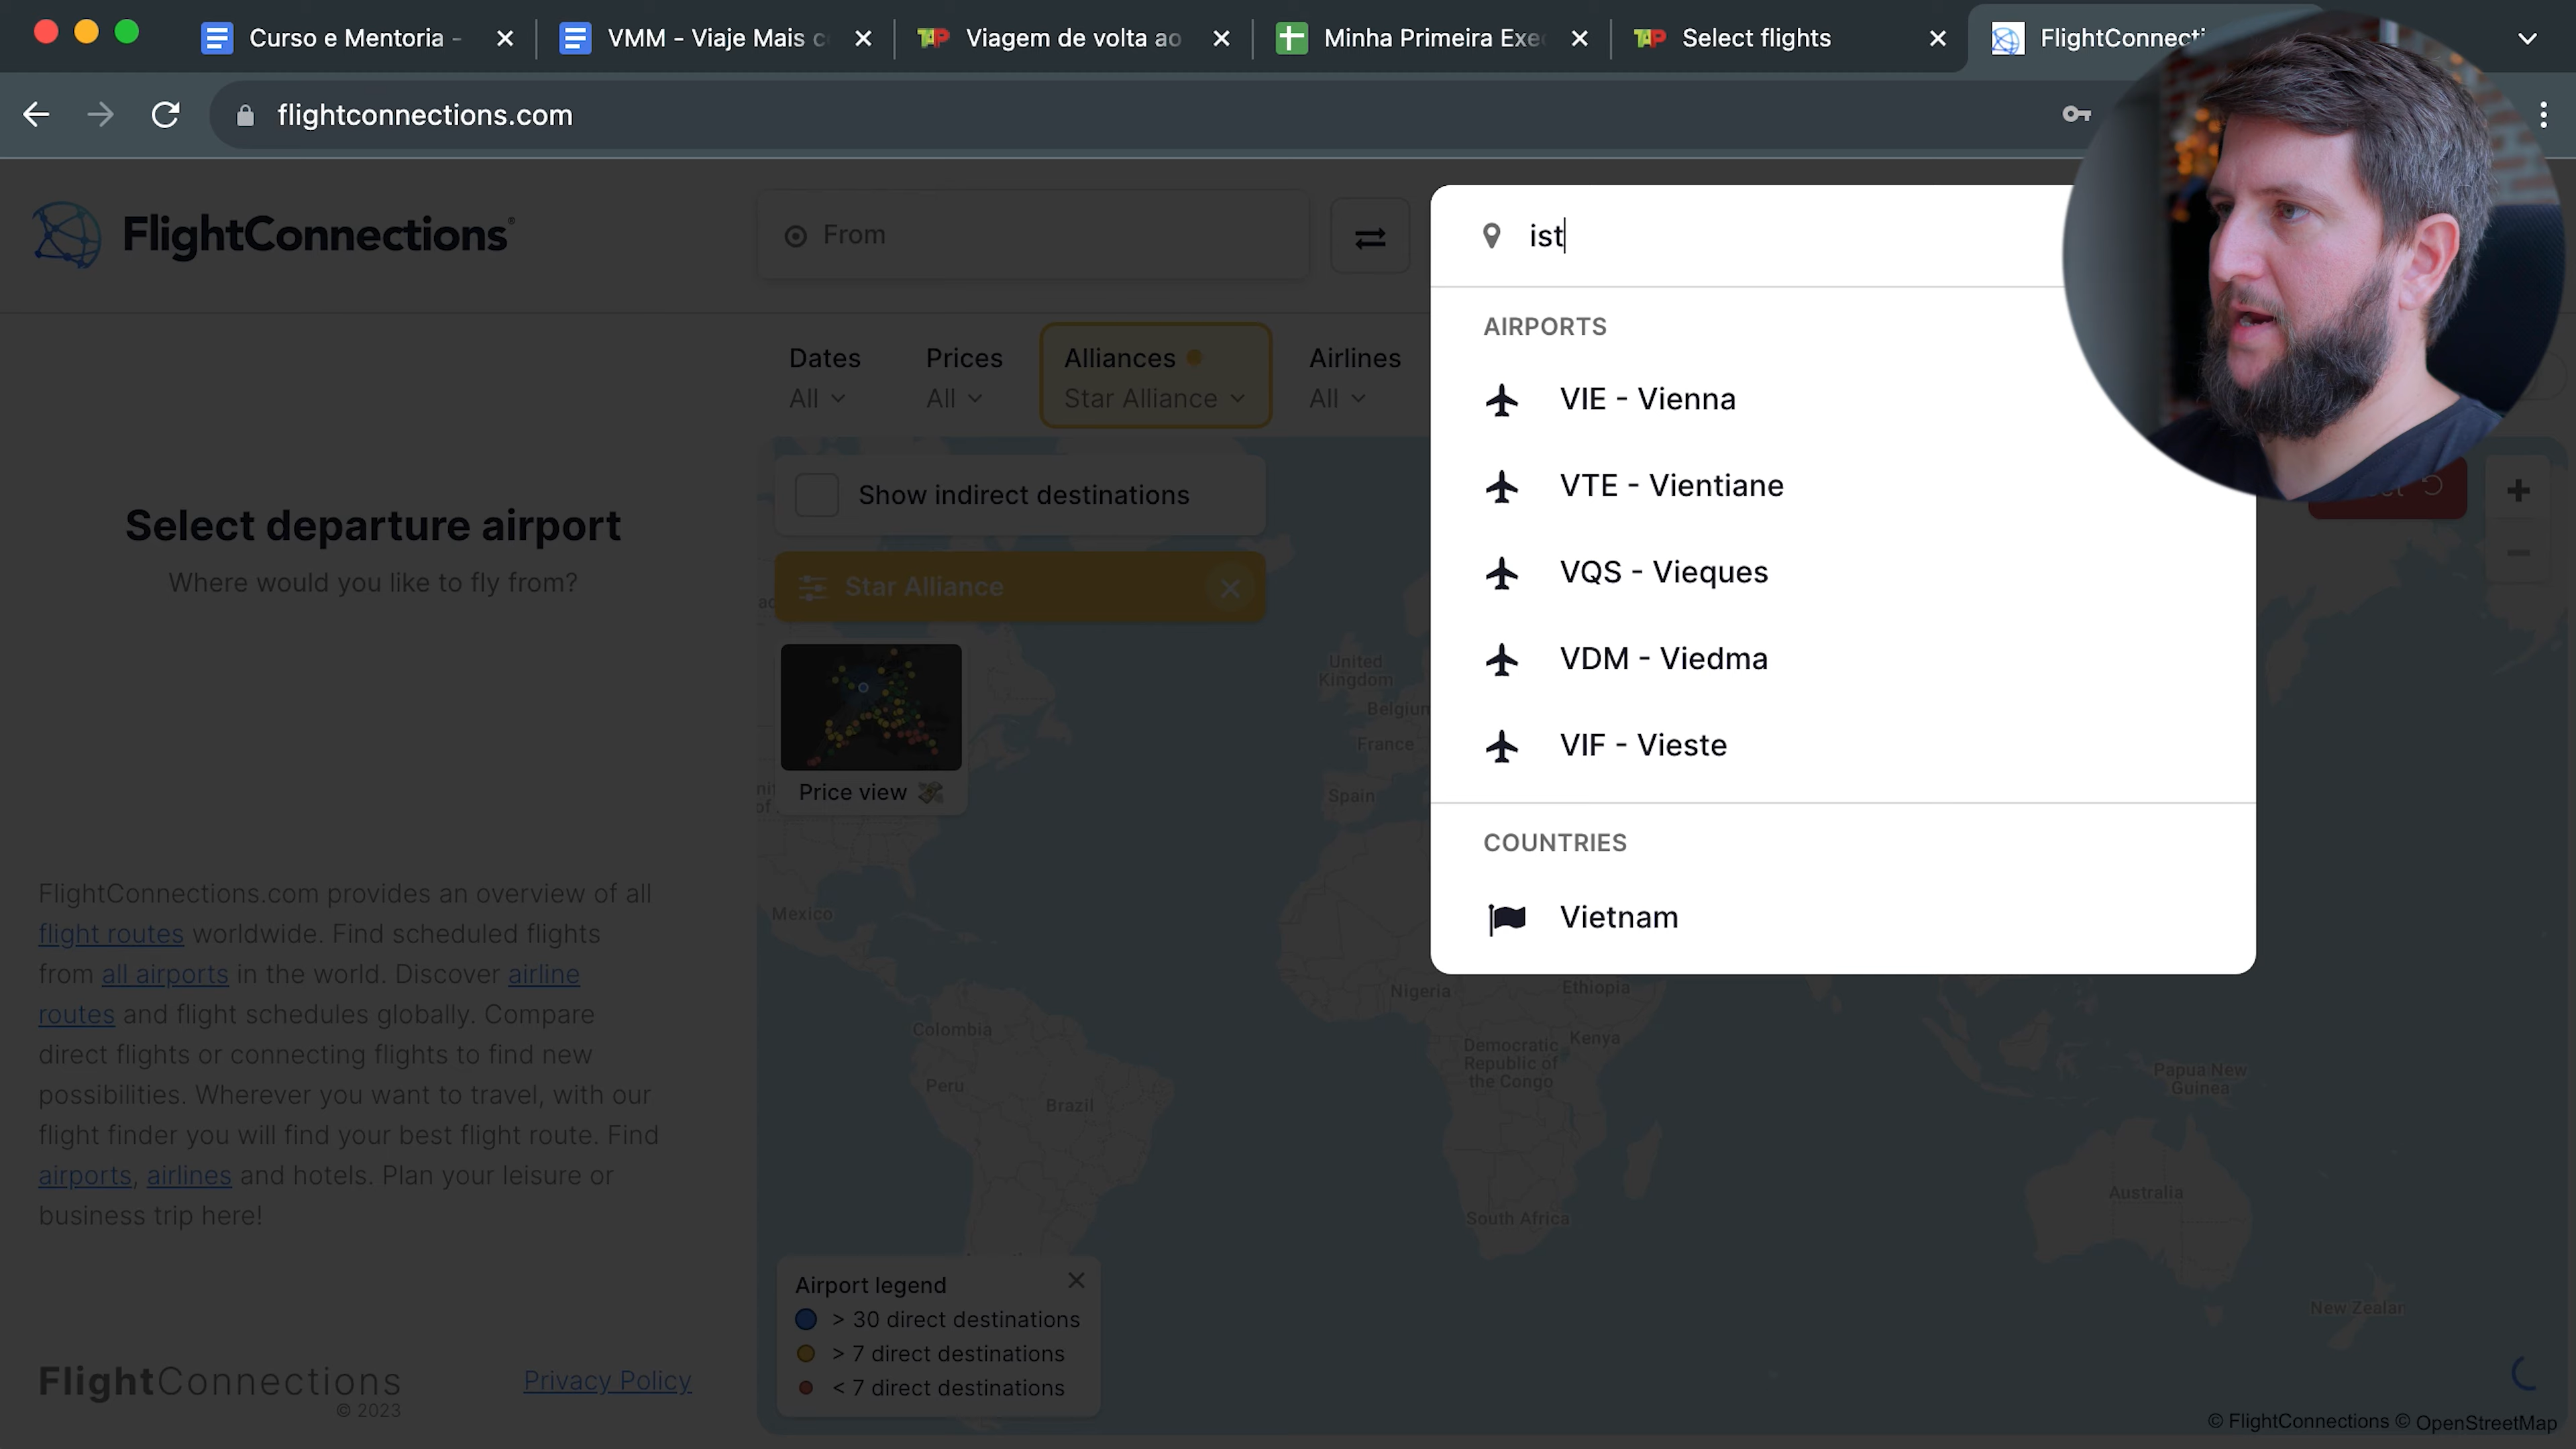 Curso e Mentoria -
VMM - Viaje Mais c
Viagem de volta ao
Minha Primeira Exe
Select flights
FlightConnecti
flightconnections.com
FlightConnections
From
ist
AIRPORTS
VIE - Vienna
VTE - Vientiane
VQS - Vieques
VDM - Viedma
VIF - Vieste
COUNTRIES
Vietnam
Dates
All
Prices
All
Alliances
Star Alliance
Airlines
All
Show indirect destinations
Star Alliance
Price view
Select departure airport
Where would you like to fly from?
FlightConnections.com provides an overview of all
flight routes worldwide. Find scheduled flights
from all airports in the world. Discover airline
routes and flight schedules globally. Compare
direct flights or connecting flights to find new
possibilities. Wherever you want to travel, with our
flight finder you will find your best flight route. Find
airports, airlines and hotels. Plan your leisure or
business trip here!
FlightConnections
© 2023
Privacy Policy
United
Kingdom
Belgiun
France
Spain
Mexico
Colombia
Peru
Brazil
Nigeria
Ethiopia
Kenya
Democratic
Republic of
the Congo
South Africa
Papua New
Guinea
Australia
New Zealan
Airport legend
> 30 direct destinations
> 7 direct destinations
< 7 direct destinations
© FlightConnections © OpenStreetMap